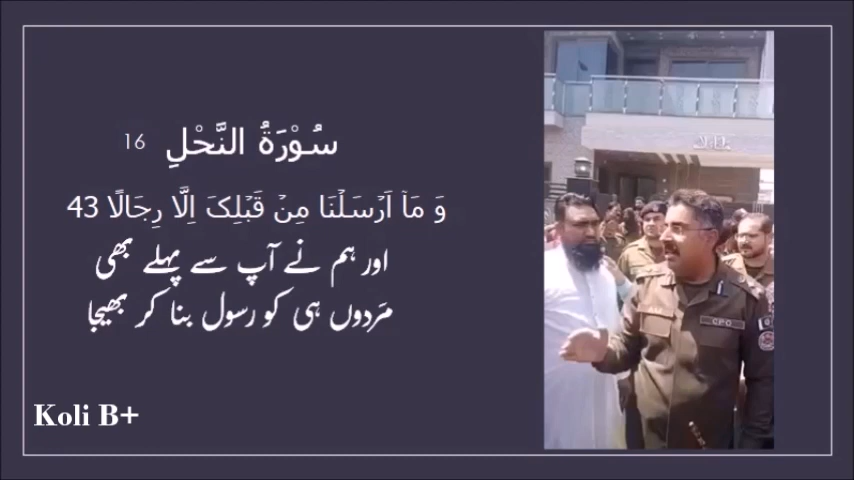 سُوْرَةُ النَّحْلِ 16
وَ مَاۤ اَرۡسَلۡنَا مِنۡ قَبۡلِکَ اِلَّا رِجَالًا 43
اور ہم نے آپ سے پہلے بھی
مَردوں ہی کو رسول بنا کر بھیجا
Koli B+
CPO